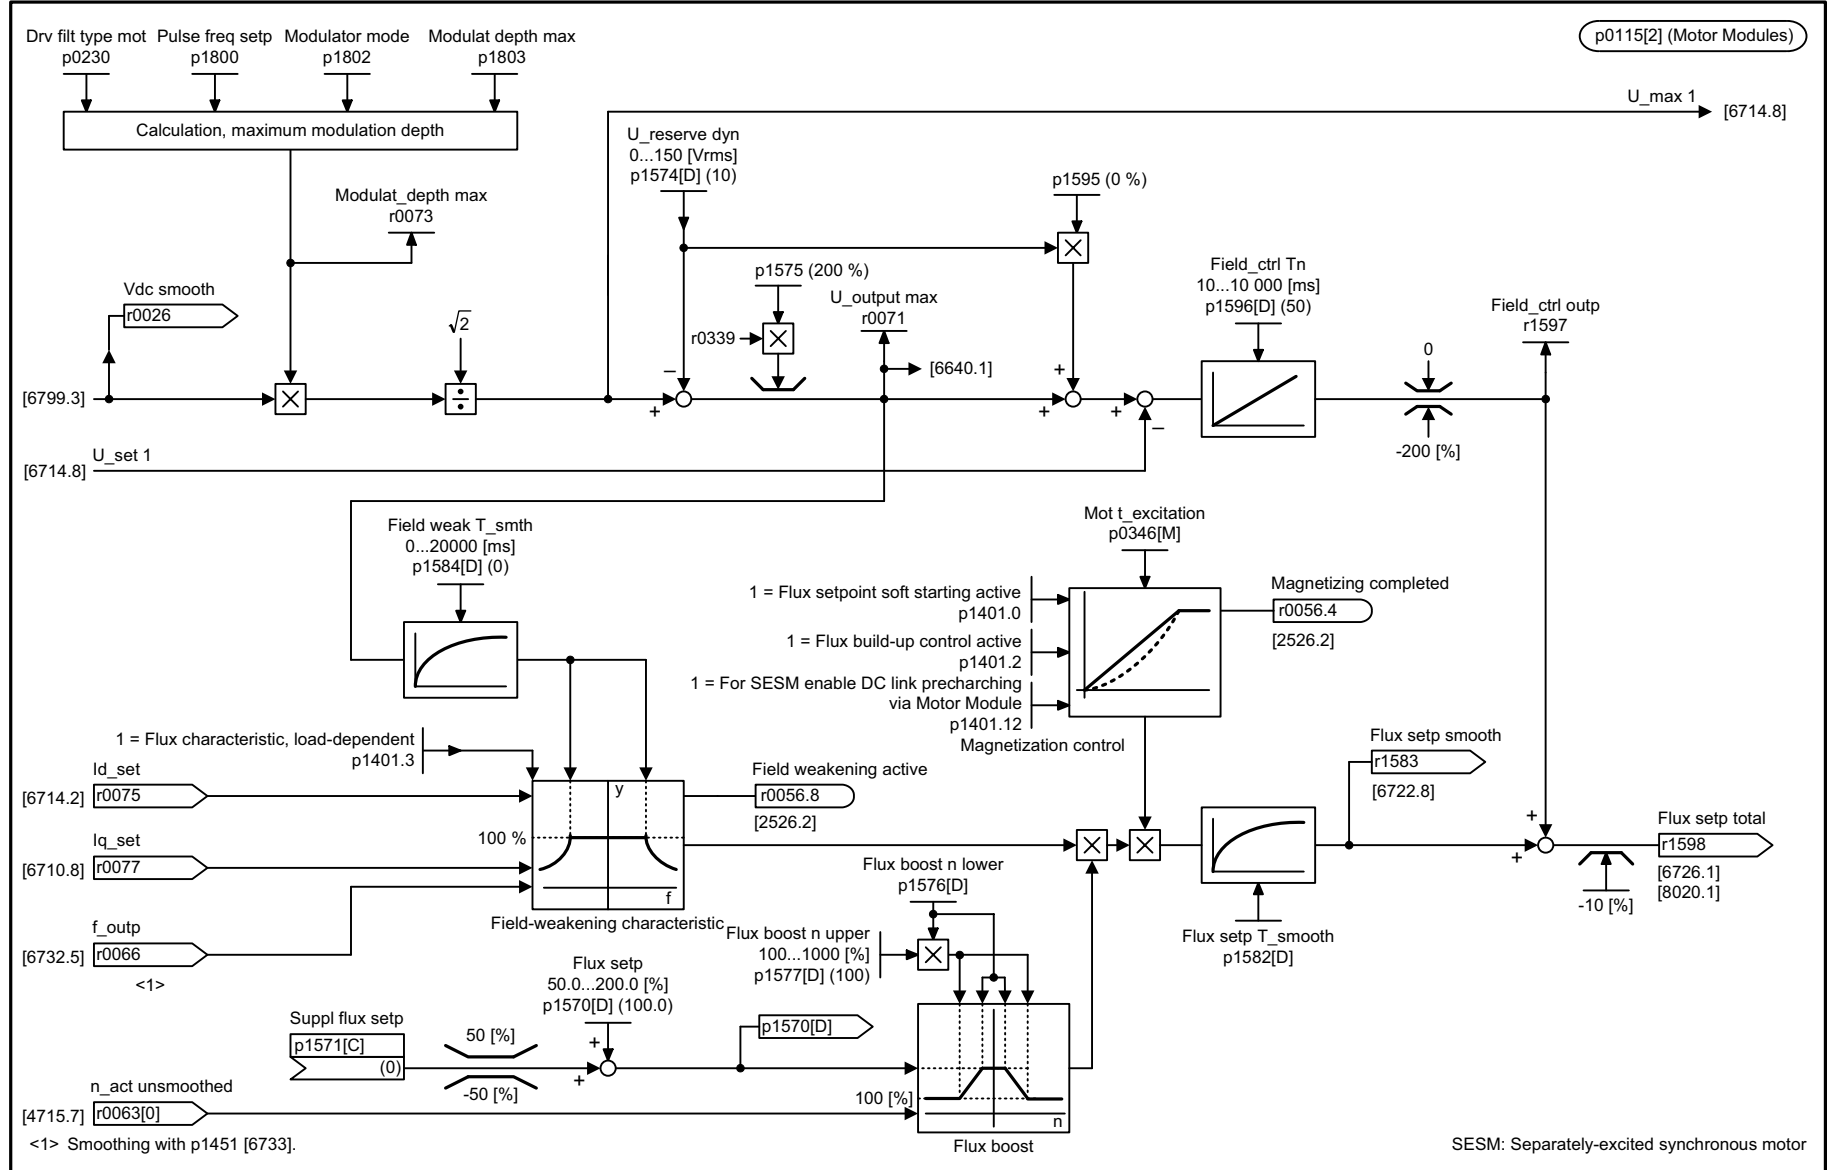 Drv filt type mot
p0230
Pulse freq setp
p1800
Modulator mode
p1802
Modulat depth max
p1803
p0115[2] (Motor Modules)
Calculation, maximum modulation depth
U_max 1
[6714.8]
U_reserve dyn
0...150 [Vrms]
p1574[D] (10)
p1595 (0 %)
Modulat_depth max
r0073
Vdc smooth
r0026
√2
p1575 (200 %)
r0339
U_output max
r0071
[6640.1]
Field_ctrl Tn
10...10 000 [ms]
p1596[D] (50)
Field_ctrl outp
r1597
0
-200 [%]
[6799.3]
×
÷
–
+
×
×
+
+
+
–
U_set 1
[6714.8]
Field weak T_smth
0...20000 [ms]
p1584[D] (0)
Mot t_excitation
p0346[M]
1 = Flux setpoint soft starting active
p1401.0
1 = Flux build-up control active
p1401.2
1 = For SESM enable DC link precharching
via Motor Module
p1401.12
Magnetization control
Magnetizing completed
r0056.4
[2526.2]
1 = Flux characteristic, load-dependent
p1401.3
Id_set
[6714.2]
r0075
Iq_set
[6710.8]
r0077
f_outp
[6732.5]
r0066
<1>
y
100 %
f
Field-weakening characteristic
Field weakening active
r0056.8
[2526.2]
Flux setp smooth
r1583
[6722.8]
×
×
+
+
Flux setp total
r1598
[6726.1]
[8020.1]
-10 [%]
Flux setp T_smooth
p1582[D]
Flux boost n lower
p1576[D]
Flux boost n upper
100...1000 [%]
p1577[D] (100)
×
Flux setp
50.0...200.0 [%]
p1570[D] (100.0)
Suppl flux setp
p1571[C]
(0)
50 [%]
-50 [%]
+
+
p1570[D]
100 [%]
n
Flux boost
n_act unsmoothed
[4715.7]
r0063[0]
<1> Smoothing with p1451 [6733].
SESM: Separately-excited synchronous motor